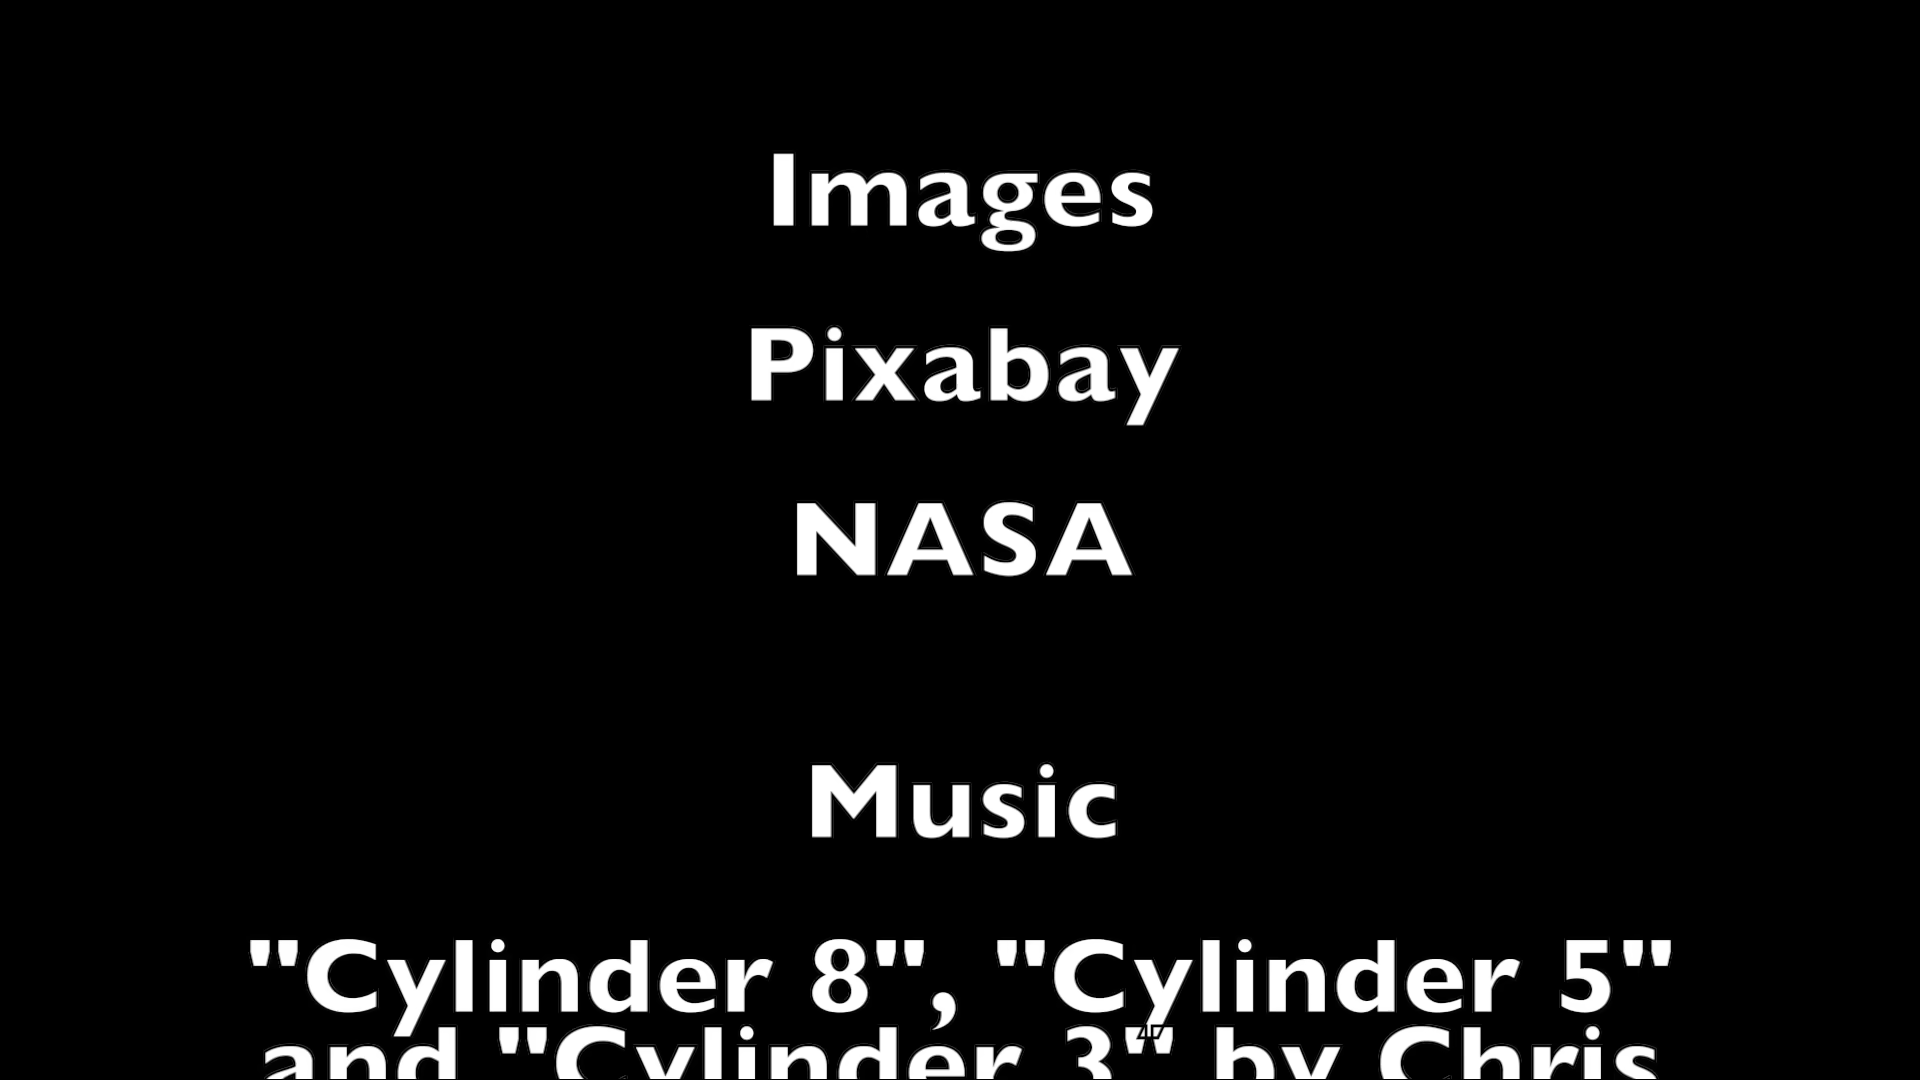 Images
Pixabay
NASA
Music
"Cylinder 8", "Cylinder 5"
and "Cylinder 3" by Chris